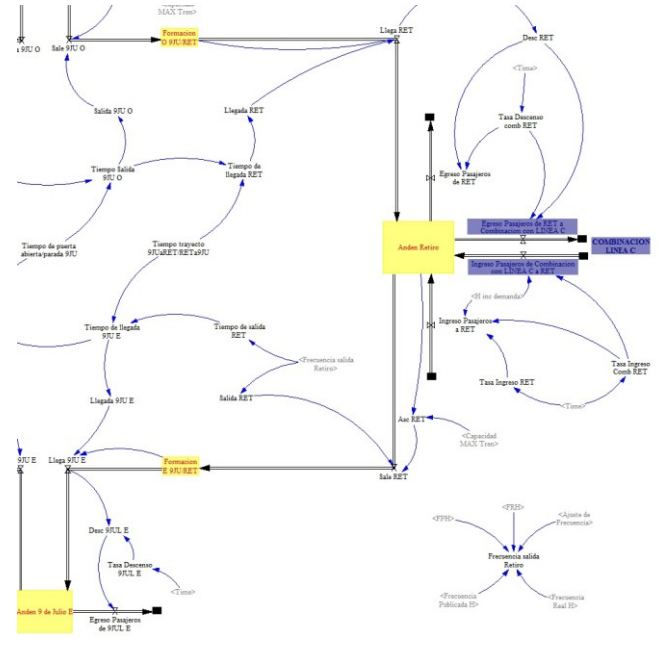 <Capacidad
MAX Tren>
9JU O
Sale 9JU O
Formacion
O 9JU/RET
Llega RET
Desc RET
<Time>
Salida 9JU O
Llegada RET
Tasa Descenso
comb RET
Tiempo Salida
9JU O
Tiempo de
llegada RET
Egreso Pasajeros
de RET
Tiempo de puerta
abierta/parada 9JU
Tiempo trayecto
9JUaRET/RETa9JU
Anden Retiro
Egreso Pasajeros de RET a
Combinacion con LINEA C
COMBINACION
LINEA C
Ingreso Pasajeros de Combinacion
con LINEA C a RET
<H inc demanda>
Tiempo de llegada
9JU E
Tiempo de salida
RET
Ingreso Pasajeros
a RET
<Frecuencia salida
Retiro>
Tasa Ingreso
Comb RET
Tasa Ingreso RET
Llegada 9JU E
Salida RET
<Time>
Asc RET
<Capacidad
MAX Tren>
9JU E
Llega 9JU E
Formacion
E 9JU/RET
Sale RET
<FPH>
<FRH>
<Ajuste de
Frecuencia>
Desc 9JUL E
Tasa Descenso
9JUL E
Frecuencia salida
Retiro
<Time>
<Frecuencia
Publicada H>
<Frecuencia
Real H>
Anden 9 de Julio E
Egreso Pasajeros
de 9JUL E